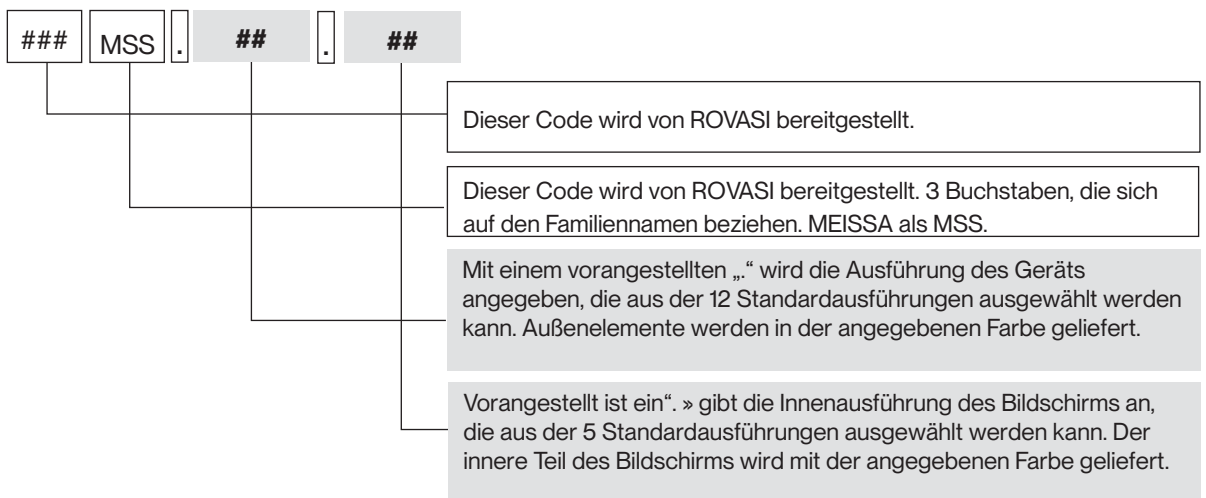 ### MSS . ## . ##
Dieser Code wird von ROVASI bereitgestellt.
Dieser Code wird von ROVASI bereitgestellt. 3 Buchstaben, die sich
auf den Familiennamen beziehen. MEISSA als MSS.
Mit einem vorangestellten „.“ wird die Ausführung des Geräts
angegeben, die aus der 12 Standardausführungen ausgewählt werden
kann. Außenelemente werden in der angegebenen Farbe geliefert.
Vorangestellt ist ein“. » gibt die Innenausführung des Bildschirms an,
die aus der 5 Standardausführungen ausgewählt werden kann. Der
innere Teil des Bildschirms wird mit der angegebenen Farbe geliefert.